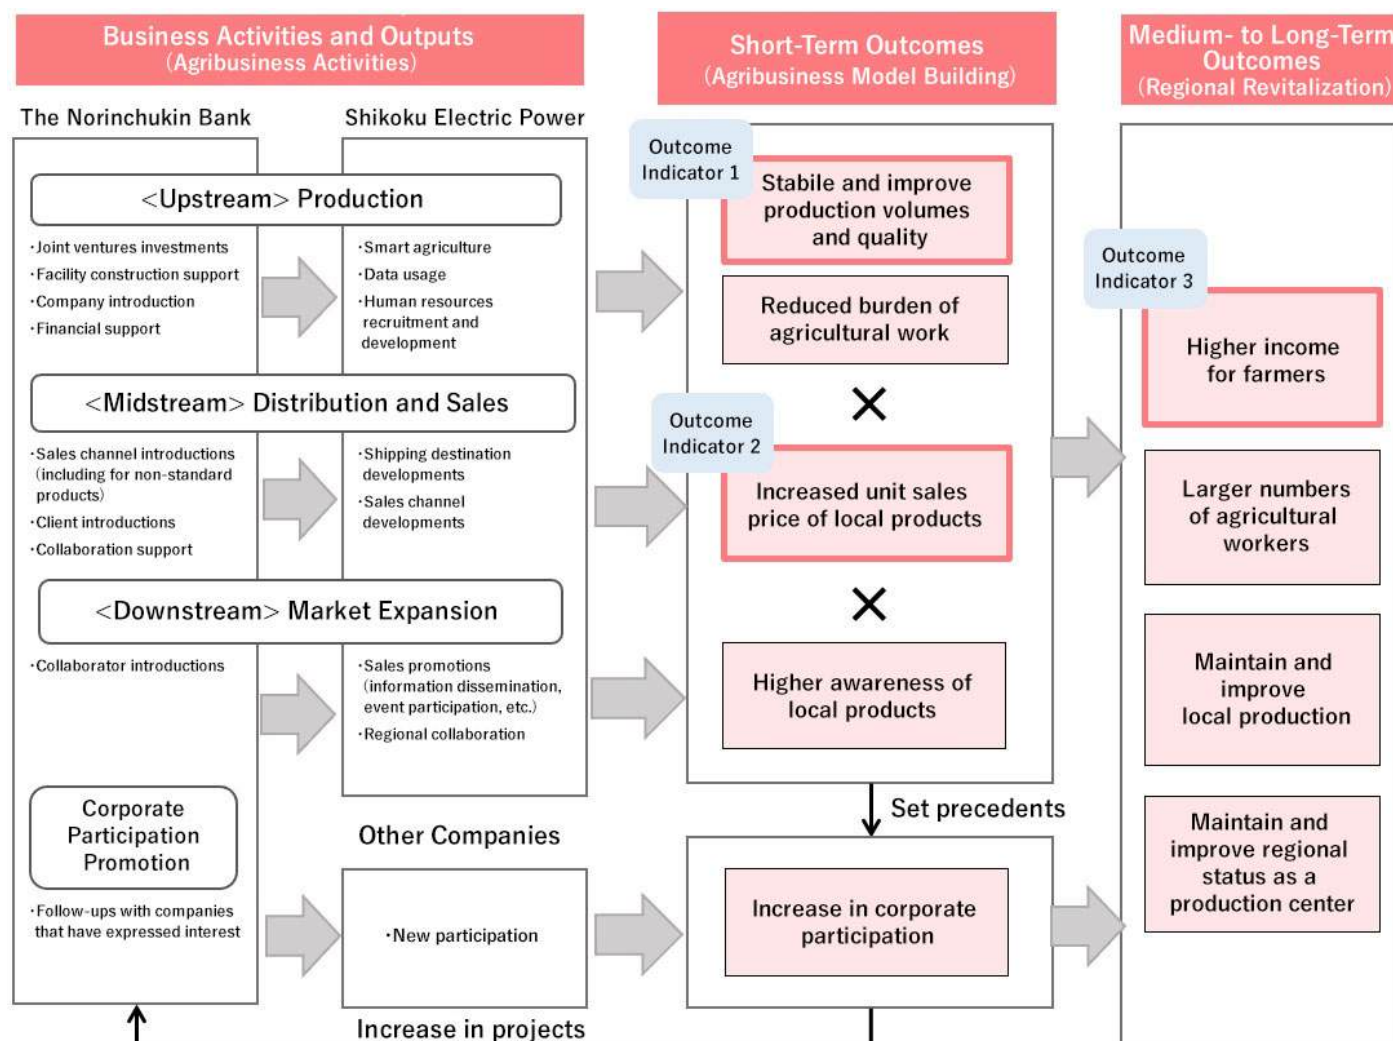 Business Activities and Outputs
(Agribusiness Activities)
Short-Term Outcomes
(Agribusiness Model Building)
Medium- to Long-Term
Outcomes
(Regional Revitalization)
The Norinchukin Bank
Shikoku Electric Power
<Upstream> Production
・Joint ventures investments
・Facility construction support
・Company introduction
・Financial support
・Smart agriculture
・Data usage
・Human resources
recruitment and
development
<Midstream> Distribution and Sales
・Sales channel introductions
(including for non-standard
products)
・Client introductions
・Collaboration support
・Shipping destination
developments
・Sales channel
developments
<Downstream> Market Expansion
・Collaborator introductions
・Sales promotions
(information dissemination,
event participation, etc.)
・Regional collaboration
Corporate
Participation
Promotion
・Follow-ups with companies
that have expressed interest
Other Companies
・New participation
Increase in projects
Outcome
Indicator 1
Stabile and improve
production volumes
and quality
Reduced burden of
agricultural work
×
Outcome
Indicator 2
Increased unit sales
price of local products
×
Higher awareness of
local products
Set precedents
Increase in corporate
participation
Outcome
Indicator 3
Higher income
for farmers
Larger numbers
of agricultural
workers
Maintain and
improve
local production
Maintain and
improve regional
status as a
production center